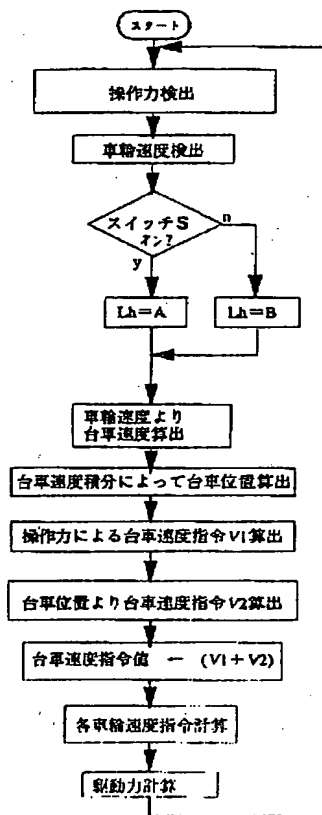 スタート
操作力検出
車輪速度検出
スイッチS
オン?
n
y
Lh=A
Lh=B
車輪速度より
台車速度算出
台車速度積分によって台車位置算出
操作力による台車速度指令V1算出
台車位置より台車速度指令V2算出
台車速度指令値 ← (V1+V2)
各車輪速度指令計算
駆動力計算